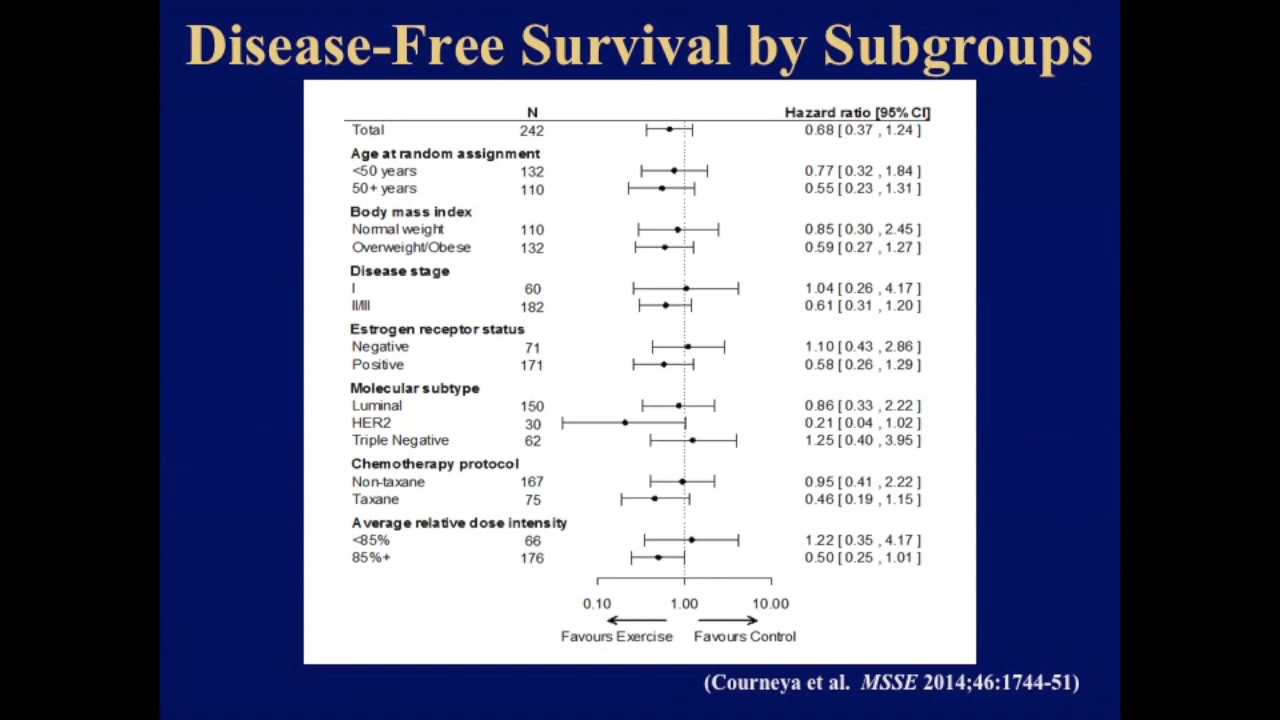 Disease-Free Survival by Subgroups
N Hazard ratio [95% CI]
Total 242 0.68 [ 0.37 , 1.24 ]
Age at random assignment
<50 years 132 0.77 [ 0.32 , 1.84 ]
50+ years 110 0.55 [ 0.23 , 1.31 ]
Body mass index
Normal weight 110 0.85 [ 0.30 , 2.45 ]
Overweight/Obese 132 0.59 [ 0.27 , 1.27 ]
Disease stage
I 60 1.04 [ 0.26 , 4.17 ]
II/III 182 0.61 [ 0.31 , 1.20 ]
Estrogen receptor status
Negative 71 1.10 [ 0.43 , 2.86 ]
Positive 171 0.58 [ 0.26 , 1.29 ]
Molecular subtype
Luminal 150 0.86 [ 0.33 , 2.22 ]
HER2 30 0.21 [ 0.04 , 1.02 ]
Triple Negative 62 1.25 [ 0.40 , 3.95 ]
Chemotherapy protocol
Non-taxane 167 0.95 [ 0.41 , 2.22 ]
Taxane 75 0.46 [ 0.19 , 1.15 ]
Average relative dose intensity
<85% 66 1.22 [ 0.35 , 4.17 ]
85%+ 176 0.50 [ 0.25 , 1.01 ]
0.10 1.00 10.00
Favours Exercise Favours Control
(Courneya et al. MSSE 2014;46:1744-51)